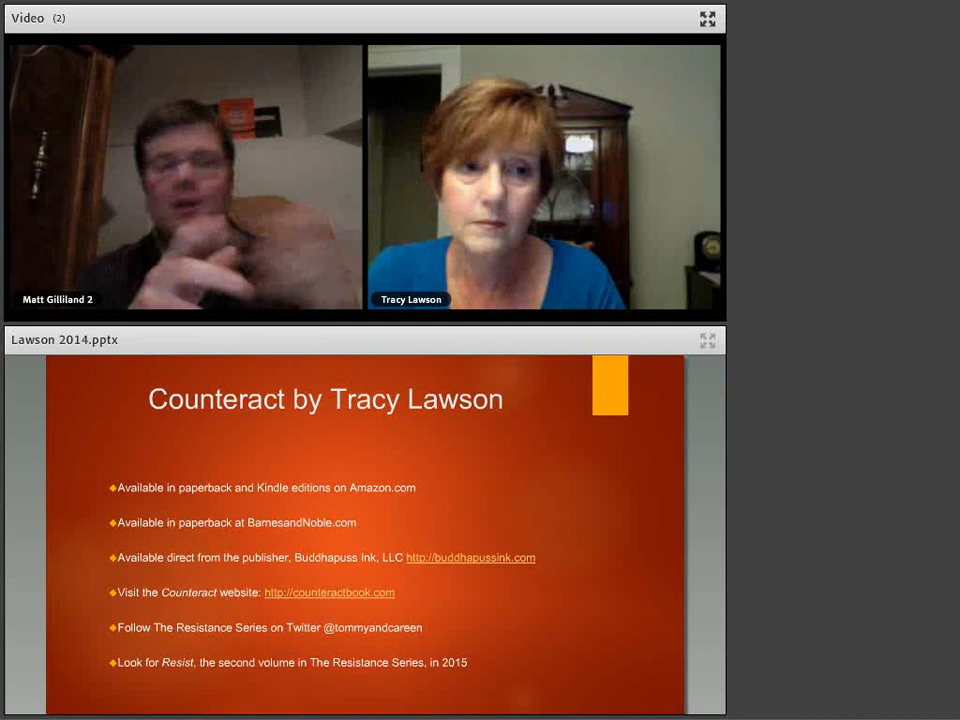 Video (2)
Matt Gilliland 2
Tracy Lawson
Lawson 2014.pptx
Counteract by Tracy Lawson
Available in paperback and Kindle editions on Amazon.com
Available in paperback at BarnesandNoble.com
Available direct from the publisher, Buddhapuss Ink, LLC http://buddhapussink.com
Visit the Counteract website: http://counteractbook.com
Follow The Resistance Series on Twitter @tommyandcareen
Look for Resist, the second volume in The Resistance Series, in 2015